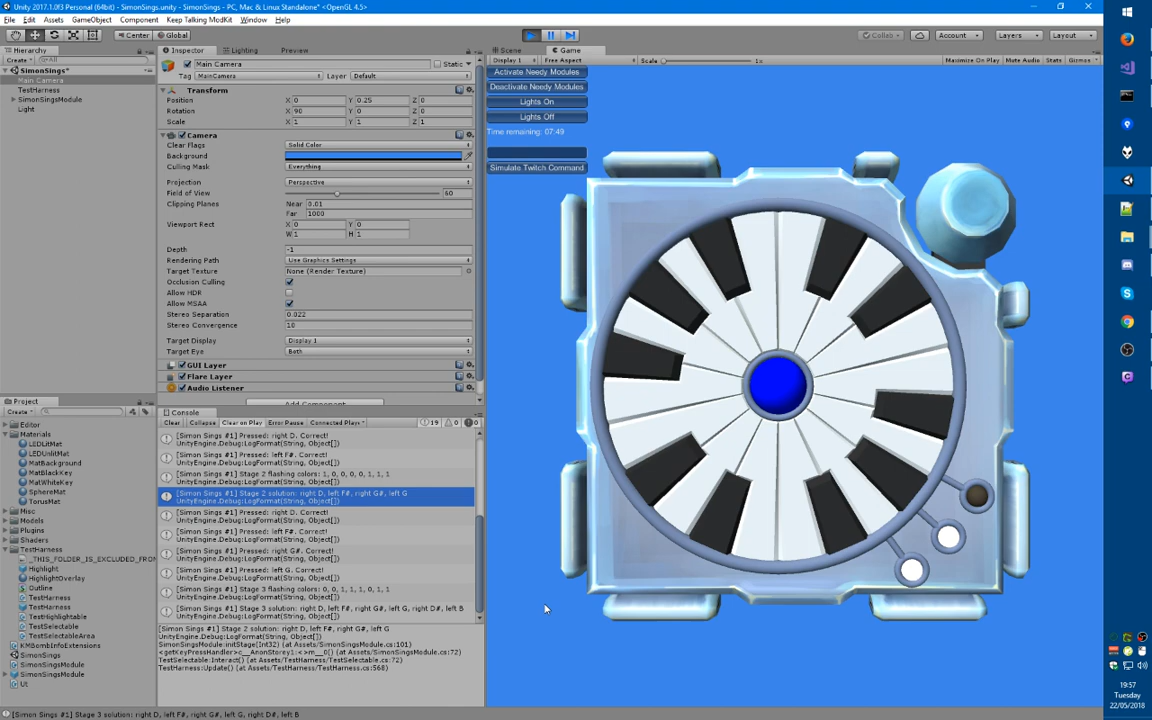 Unity 2017.1.0f3 Personal (64bit) - SimonSings.unity - SimonSings - PC, Mac & Linux Standalone* <OpenGL 4.5>
File Edit Assets GameObject Component Keep Talking ModKit Window Help
Center Global
Collab Account Layers Layout
Hierarchy
Create All
SimonSings*
Main Camera
TestHarness
SimonSingsModule
Light
Inspector Lighting Preview
Main Camera Static
Tag MainCamera Layer Default
Transform
Position X 0 Y 0.25 Z 0
Rotation X 90 Y 0 Z 0
Scale X 1 Y 1 Z 1
Camera
Clear Flags Solid Color
Background
Culling Mask Everything
Projection Perspective
Field of View 60
Clipping Planes Near 0.01
Far 1000
Viewport Rect X 0 Y 0
W 1 H 1
Depth -1
Rendering Path Use Graphics Settings
Target Texture None (Render Texture)
Occlusion Culling
Allow HDR
Allow MSAA
Stereo Separation 0.022
Stereo Convergence 10
Target Display Display 1
Target Eye Both
GUI Layer
Flare Layer
Audio Listener
Add Component
Scene Game
Display 1 Free Aspect Scale 1x Maximize On Play Mute Audio Stats Gizmos
Activate Needy Modules
Deactivate Needy Modules
Lights On
Lights Off
Time remaining: 07:49
Simulate Twitch Command
Project
Create
Editor
Materials
LEDLitMat
LEDUnlitMat
MatBackground
MatBlackKey
MatWhiteKey
SphereMat
TorusMat
Misc
Models
Plugins
Shaders
TestHarness
_THIS_FOLDER_IS_EXCLUDED_FROM
Highlight
HighlightOverlay
Outline
TestHarness
TestHarness
TestHighlightable
TestSelectable
TestSelectableArea
KMBombInfoExtensions
SimonSings
SimonSingsModule
SimonSingsModule
Ut
Console
Clear Collapse Clear on Play Error Pause Connected Player 19 0 0
[Simon Sings #1] Pressed: right D. Correct!
UnityEngine.Debug:LogFormat(String, Object[])
[Simon Sings #1] Pressed: left F#. Correct!
UnityEngine.Debug:LogFormat(String, Object[])
[Simon Sings #1] Stage 2 flashing colors: 1, 0, 0, 0, 0, 1, 1, 1
UnityEngine.Debug:LogFormat(String, Object[])
[Simon Sings #1] Stage 2 solution: right D, left F#, right G#, left G
UnityEngine.Debug:LogFormat(String, Object[])
[Simon Sings #1] Pressed: right D. Correct!
UnityEngine.Debug:LogFormat(String, Object[])
[Simon Sings #1] Pressed: left F#. Correct!
UnityEngine.Debug:LogFormat(String, Object[])
[Simon Sings #1] Pressed: right G#. Correct!
UnityEngine.Debug:LogFormat(String, Object[])
[Simon Sings #1] Pressed: left G. Correct!
UnityEngine.Debug:LogFormat(String, Object[])
[Simon Sings #1] Stage 3 flashing colors: 0, 1, 1, 1, 0, 1, 1
UnityEngine.Debug:LogFormat(String, Object[])
[Simon Sings #1] Stage 3 solution: right D, left F#, right G#, left G, right D#, left B
UnityEngine.Debug:LogFormat(String, Object[])
[Simon Sings #1] Stage 2 solution: right D, left F#, right G#, left G
UnityEngine.Debug:LogFormat(String, Object[])
SimonSingsModule:initStage(Int32) (at Assets/SimonSingsModule.cs:101)
<getKeyPressHandler>c__AnonStorey1:<>m__0() (at Assets/SimonSingsModule.cs:72)
TestSelectable:Interact() (at Assets/TestHarness/TestSelectable.cs:72)
TestHarness:Update() (at Assets/TestHarness/TestHarness.cs:568)
[Simon Sings #1] Stage 3 solution: right D, left F#, right G#, left G, right D#, left B
19:57
Tuesday
22/05/2018